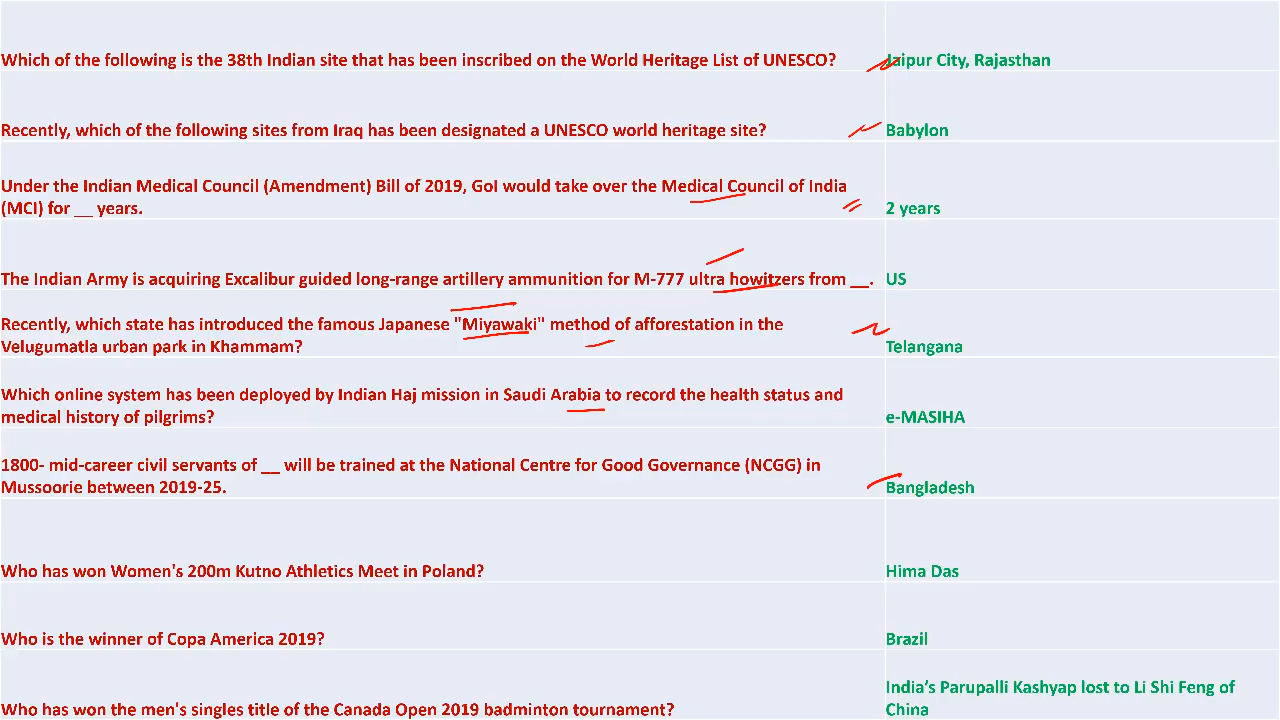 Which of the following is the 38th Indian site that has been inscribed on the World Heritage List of UNESCO?
Jaipur City, Rajasthan
Recently, which of the following sites from Iraq has been designated a UNESCO world heritage site?
Babylon
Under the Indian Medical Council (Amendment) Bill of 2019, GoI would take over the Medical Council of India
(MCI) for __ years.
2 years
The Indian Army is acquiring Excalibur guided long-range artillery ammunition for M-777 ultra howitzers from __.
US
Recently, which state has introduced the famous Japanese "Miyawaki" method of afforestation in the
Velugumatla urban park in Khammam?
Telangana
Which online system has been deployed by Indian Haj mission in Saudi Arabia to record the health status and
medical history of pilgrims?
e-MASIHA
1800- mid-career civil servants of __ will be trained at the National Centre for Good Governance (NCGG) in
Mussoorie between 2019-25.
Bangladesh
Who has won Women's 200m Kutno Athletics Meet in Poland?
Hima Das
Who is the winner of Copa America 2019?
Brazil
Who has won the men's singles title of the Canada Open 2019 badminton tournament?
India’s Parupalli Kashyap lost to Li Shi Feng of
China